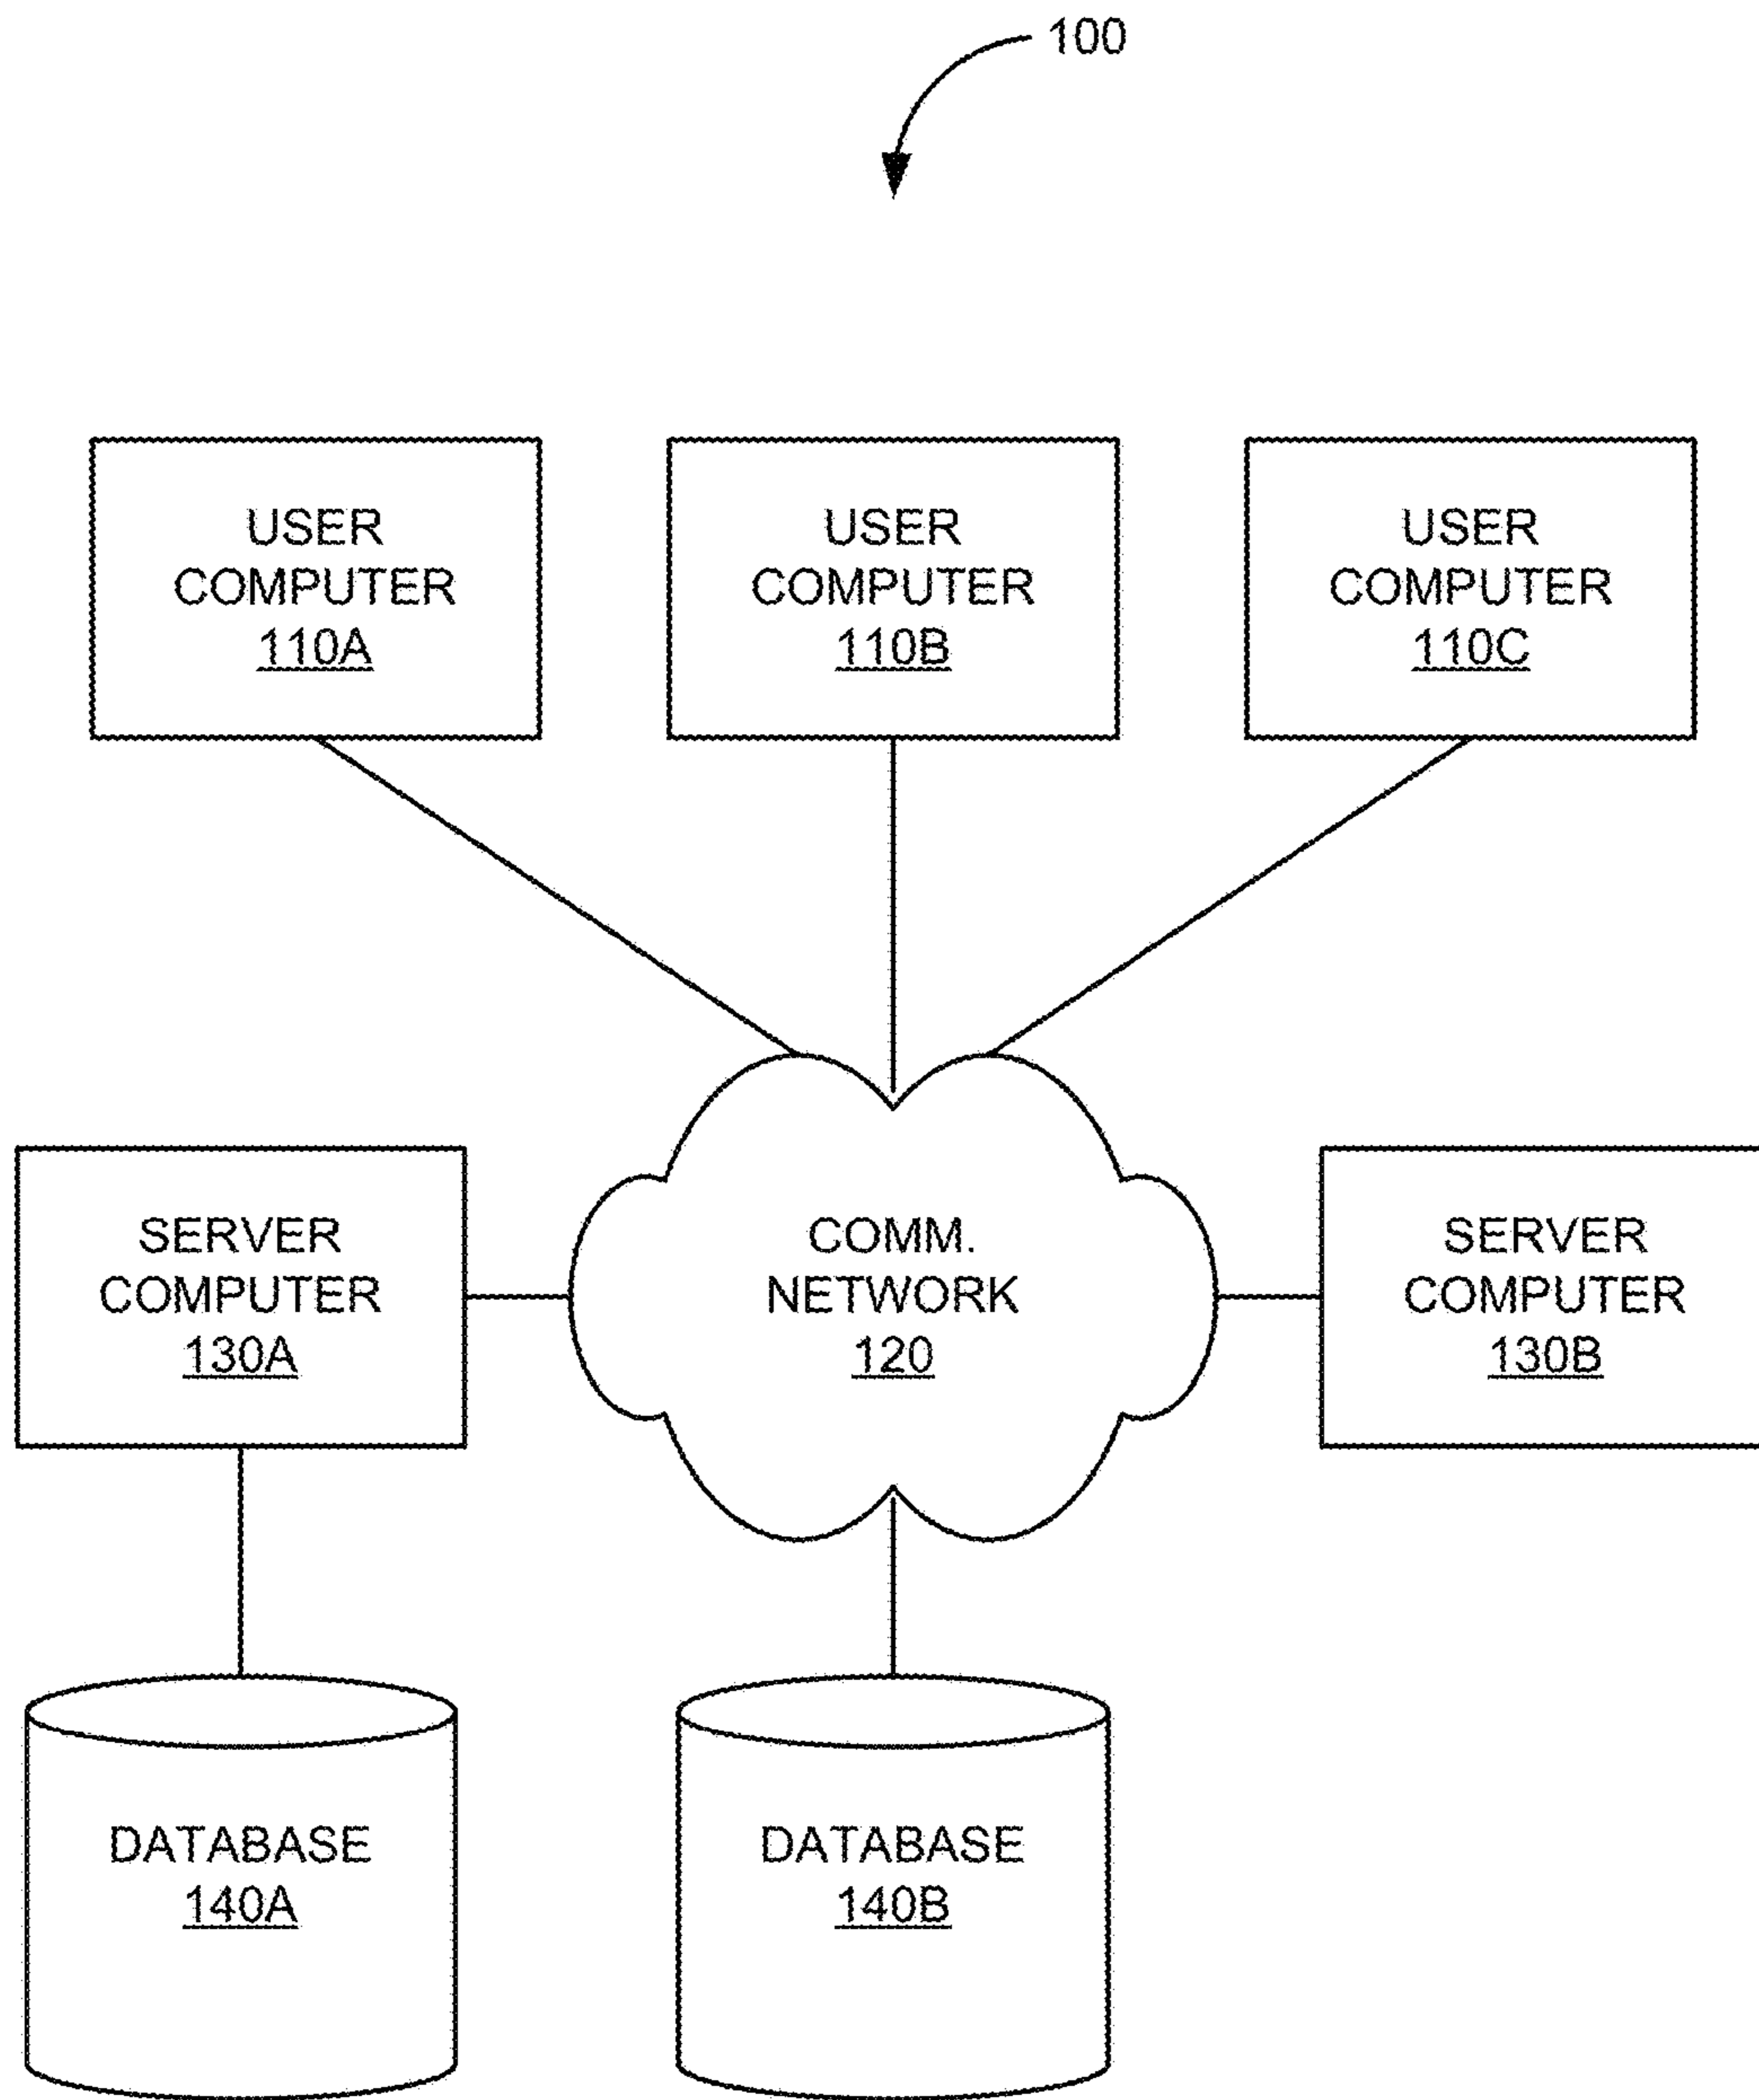 100
USER
COMPUTER
110A
USER
COMPUTER
110B
USER
COMPUTER
110C
SERVER
COMPUTER
130A
COMM.
NETWORK
120
SERVER
COMPUTER
130B
DATABASE
140A
DATABASE
140B